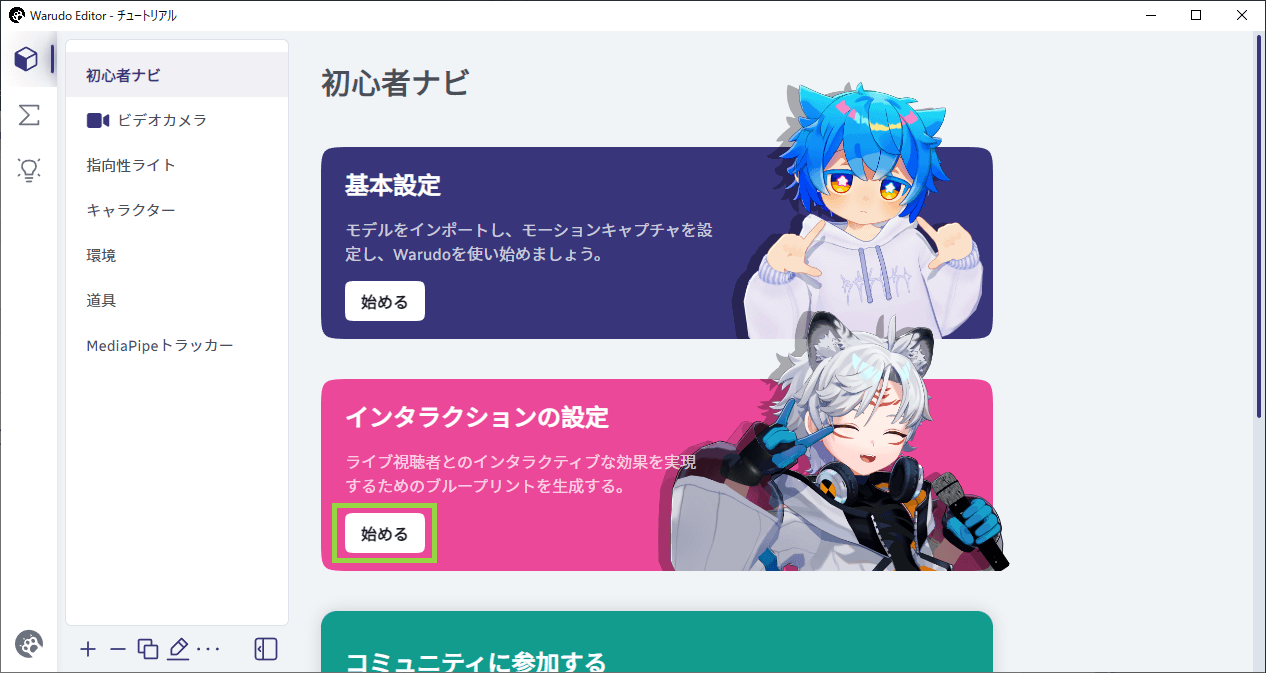 Warudo Editor - チュートリアル
初心者ナビ
ビデオカメラ
指向性ライト
キャラクター
環境
道具
MediaPipeトラッカー
初心者ナビ
基本設定
モデルをインポートし、モーションキャプチャを設
定し、Warudoを使い始めましょう。
始める
インタラクションの設定
ライブ視聴者とのインタラクティブな効果を実現
するためのブループリントを生成する。
始める
コミュニティに参加する